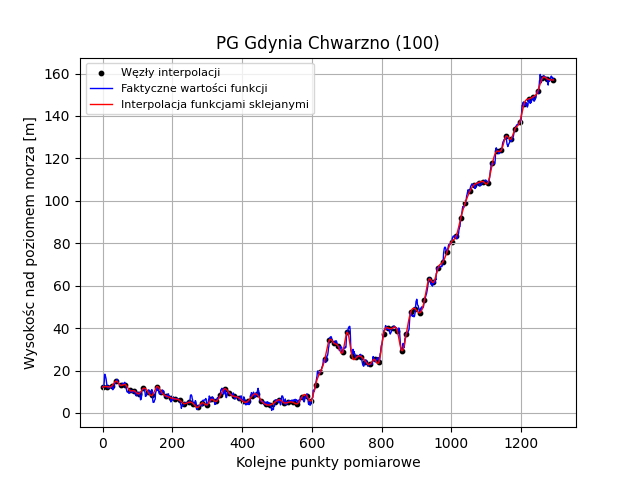 PG Gdynia Chwarzno (100)
Węzły interpolacji
Faktyczne wartości funkcji
Interpolacja funkcjami sklejanymi
Wysokośc nad poziomem morza [m]
160
140
120
100
80
60
40
20
0
0 200 400 600 800 1000 1200
Kolejne punkty pomiarowe